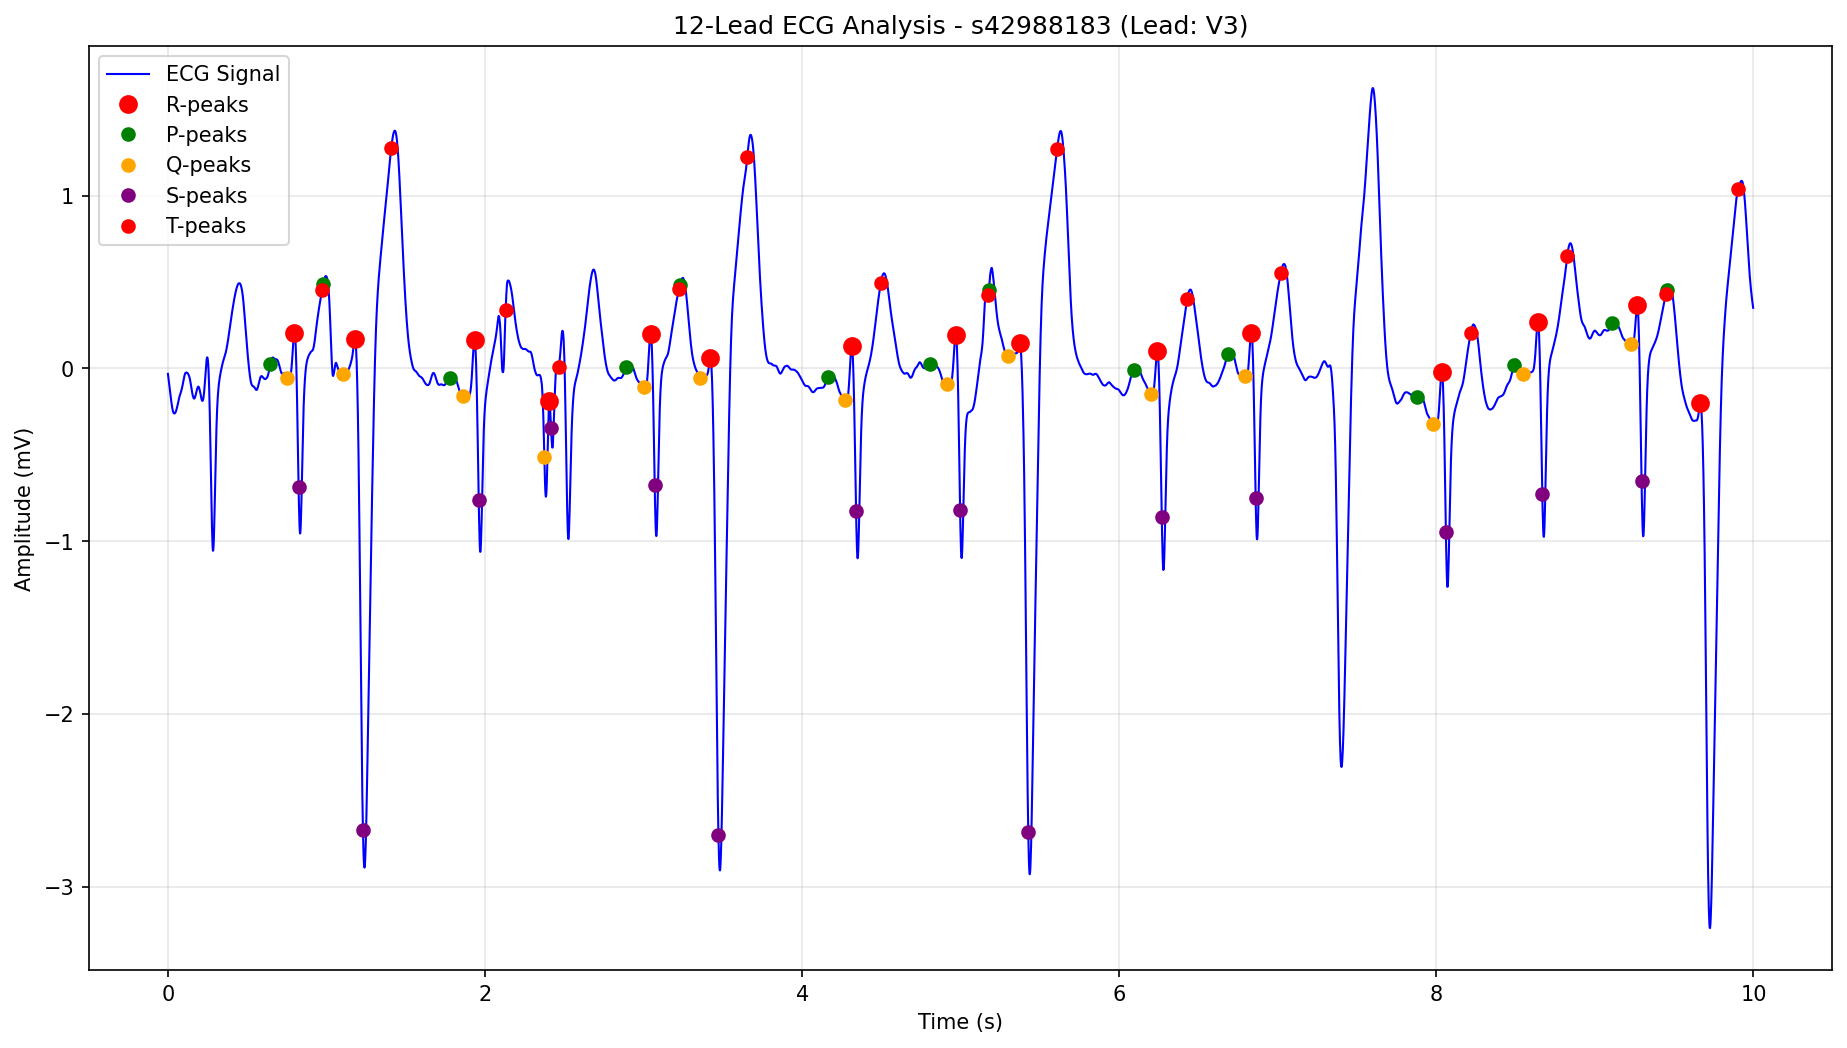 12-Lead ECG Analysis - s42988183 (Lead: V3)
ECG Signal
R-peaks
P-peaks
Q-peaks
S-peaks
T-peaks
Amplitude (mV)
1
0
−1
−2
−3
0 2 4 6 8 10
Time (s)